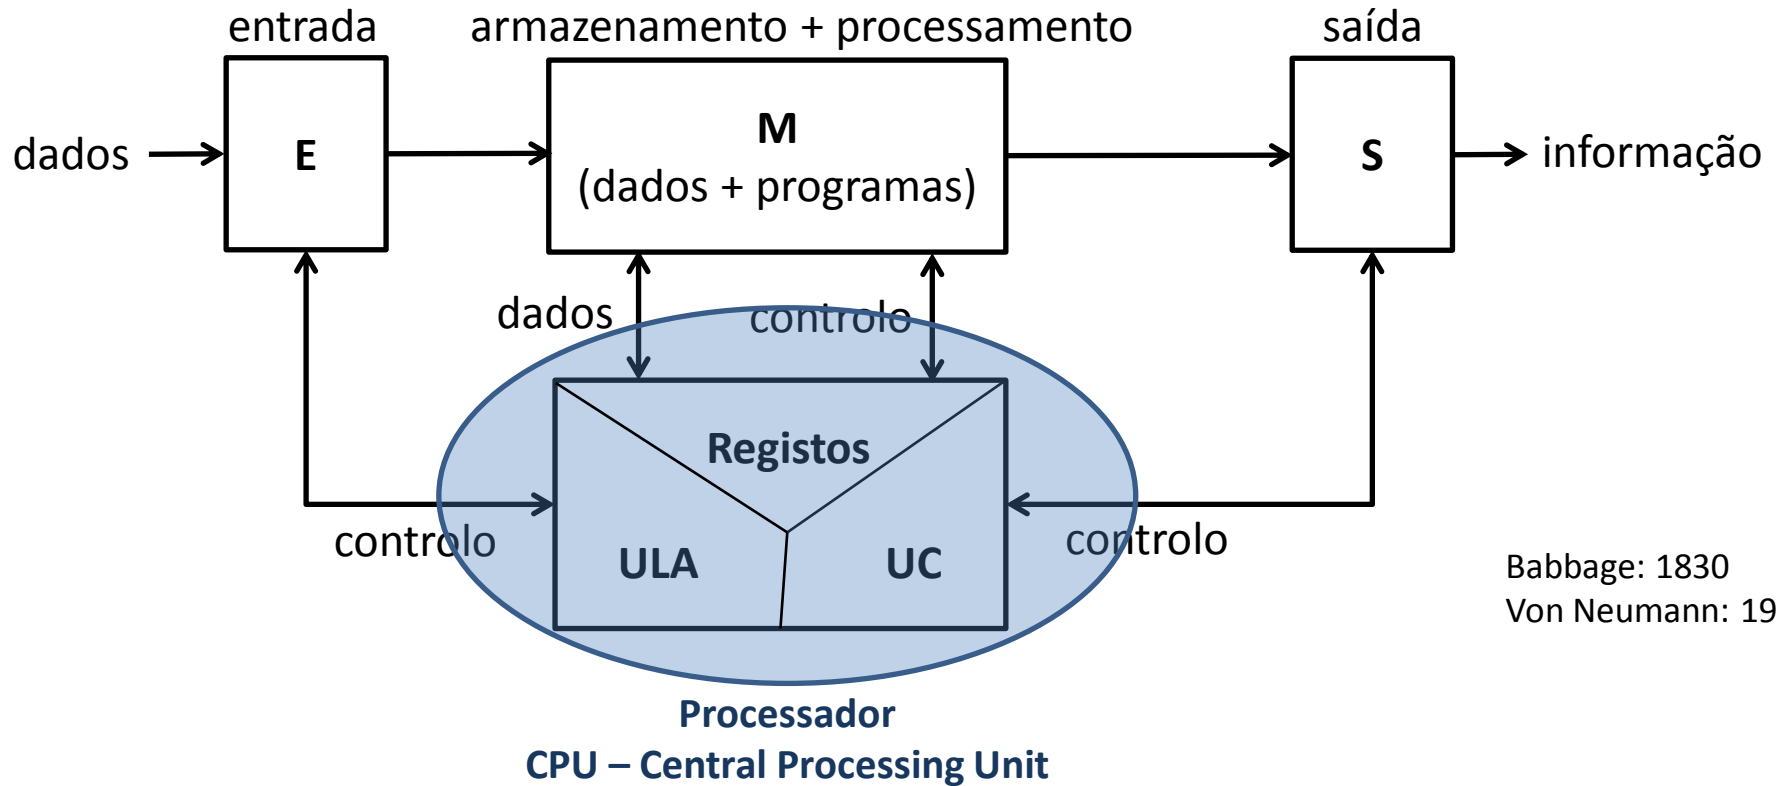 entrada
armazenamento + processamento
saída
dados
E
M
(dados + programas)
S
informação
dados
controlo
Registos
controlo
ULA
UC
controlo
Babbage: 1830
Von Neumann: 19
Processador
CPU – Central Processing Unit